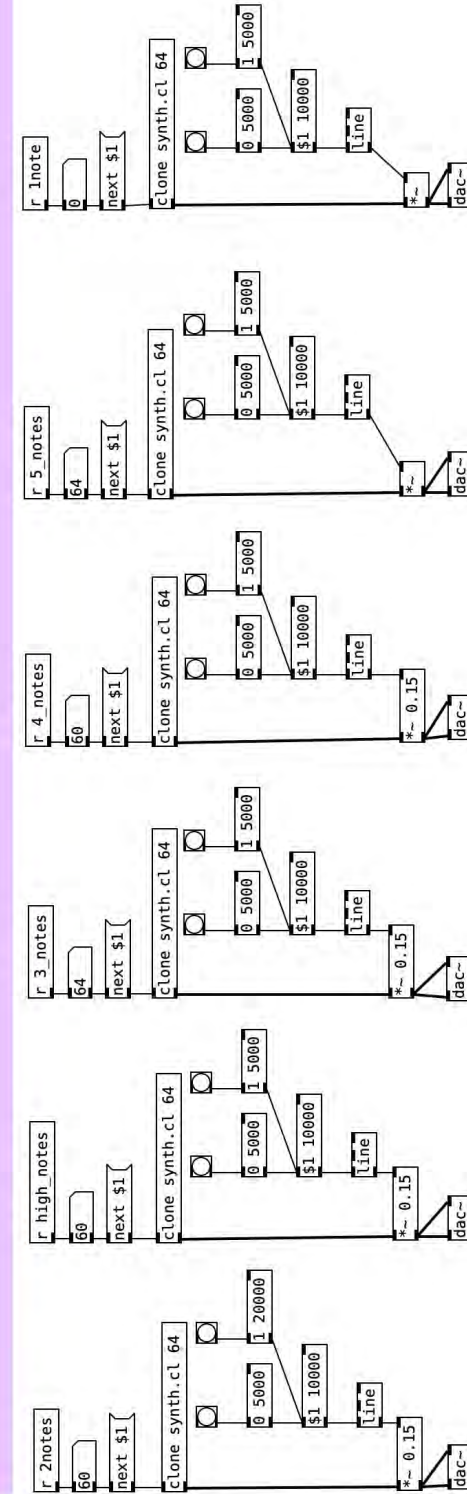 r 2notes
60
next $1
clone synth.cl 64
0 5000
1 20000
$1 10000
line
*~ 0.15
dac~
r high_notes
60
next $1
clone synth.cl 64
0 5000
1 5000
$1 10000
line
*~ 0.15
dac~
r 3_notes
64
next $1
clone synth.cl 64
0 5000
1 5000
$1 10000
line
*~ 0.15
dac~
r 4_notes
60
next $1
clone synth.cl 64
0 5000
1 5000
$1 10000
line
*~ 0.15
dac~
r 5_notes
64
next $1
clone synth.cl 64
0 5000
1 5000
$1 10000
line
*~
dac~
r 1note
0
next $1
clone synth.cl 64
0 5000
1 5000
$1 10000
line
*~
dac~